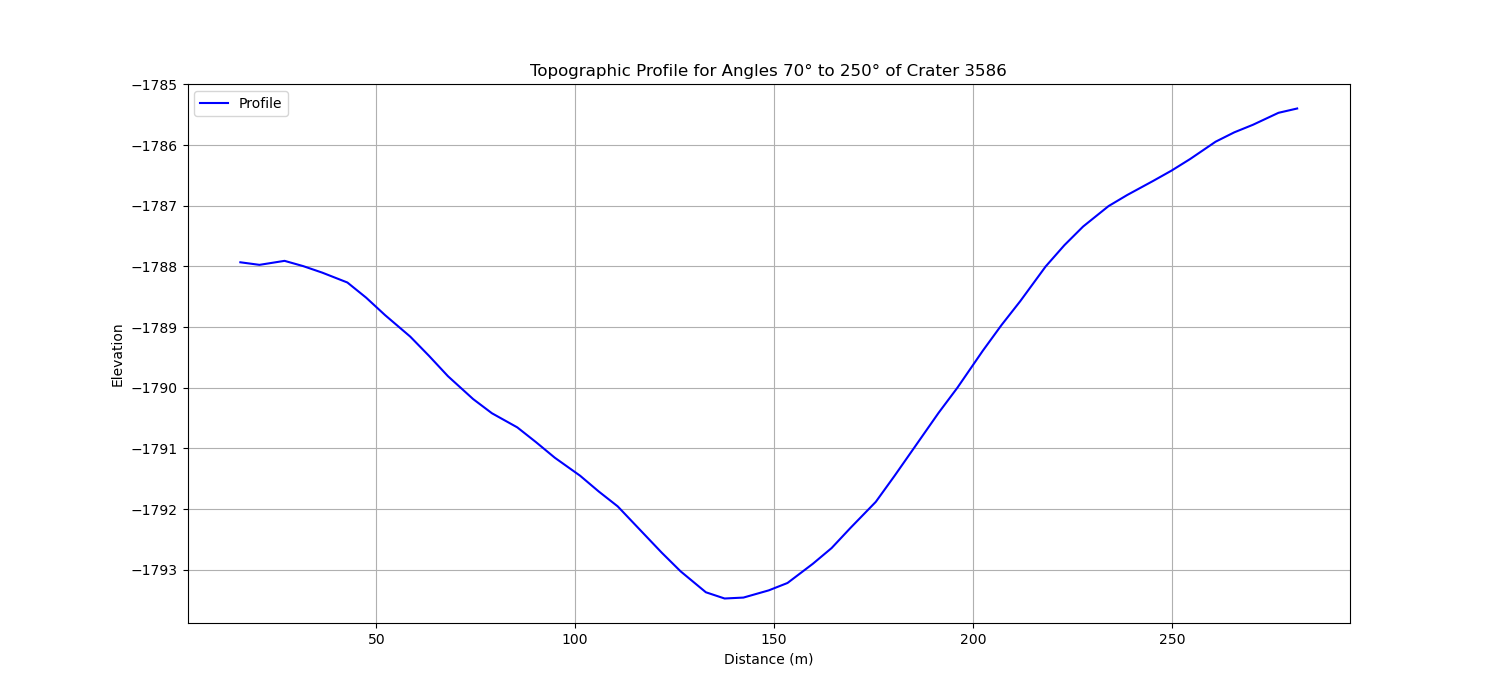 Topographic Profile for Angles 70° to 250° of Crater 3586
Profile
−1785
−1786
−1787
−1788
−1789
−1790
−1791
−1792
−1793
Elevation
50 100 150 200 250
Distance (m)